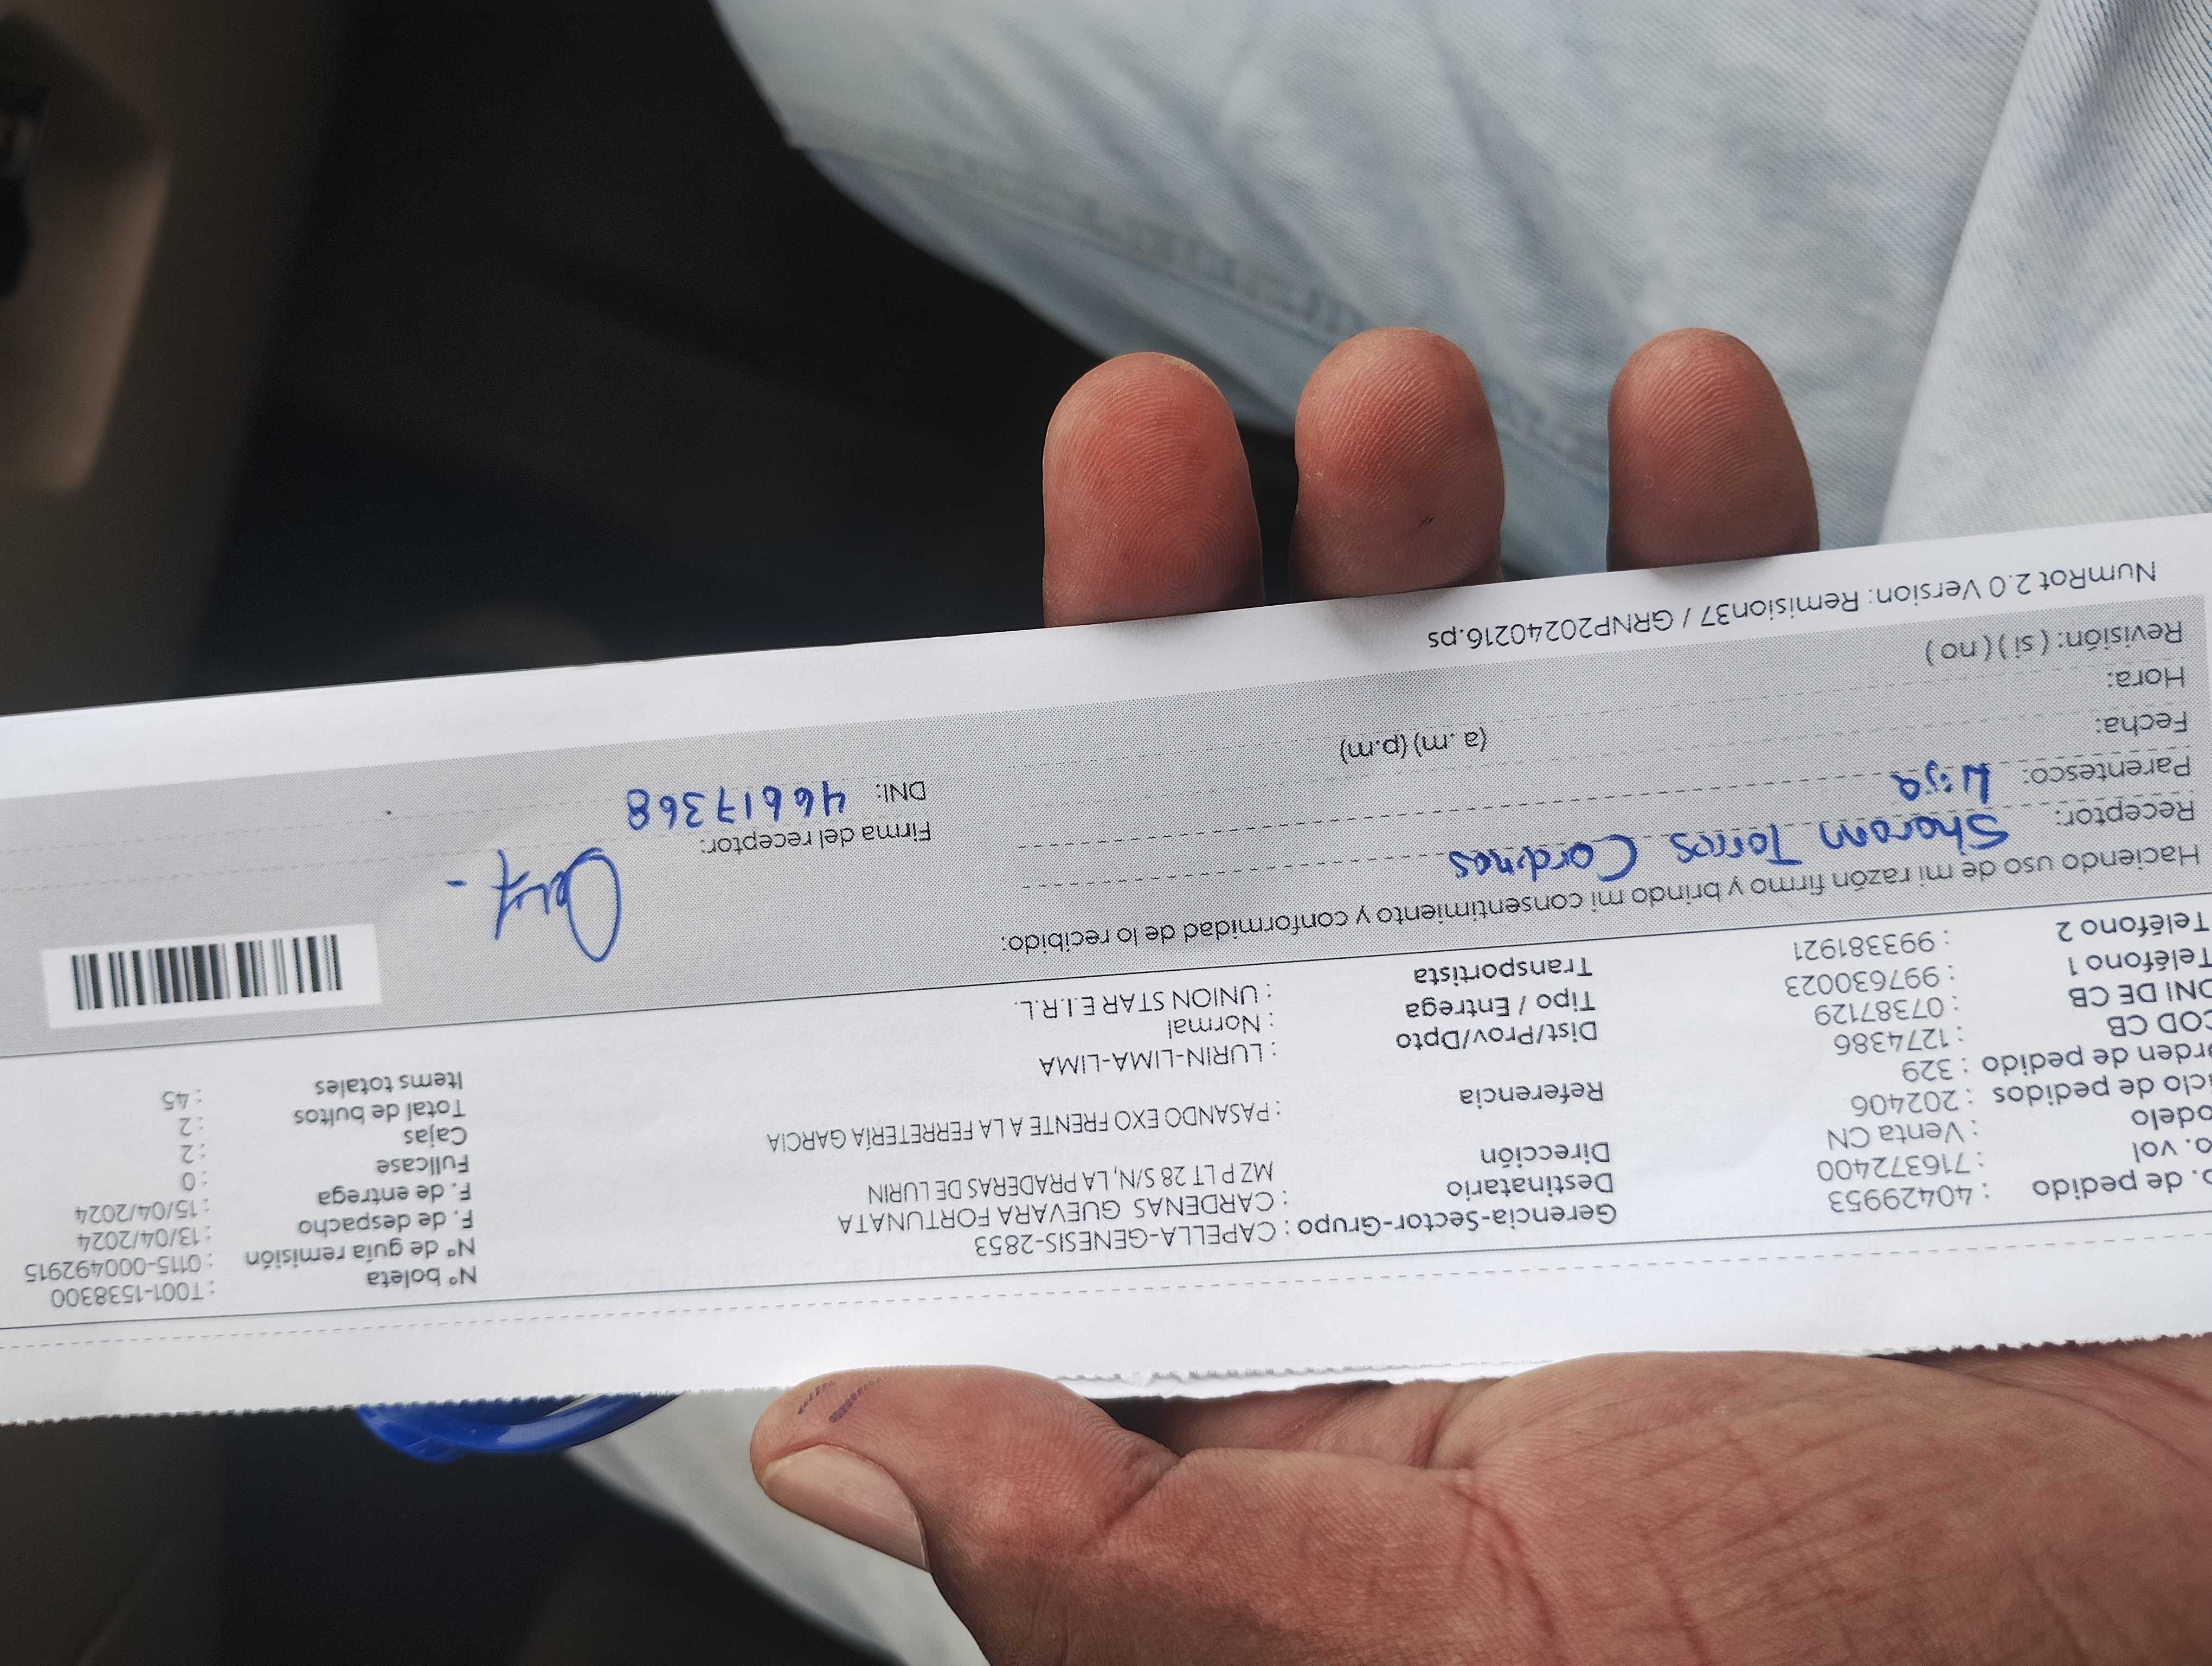 Nº boleta : T001-1538300
Nº de guía remisión : 0115-000492915
F. de despacho : 13/04/2024
F. de entrega : 15/04/2024
Fullcase : 0
Cajas : 2
Total de bultos : 2
Items totales : 45
Gerencia-Sector-Grupo : CAPELLA-GENESIS-2853
Destinatario : CARDENAS GUEVARA FORTUNATA
Dirección MZ P LT 28 S/N, LA PRADERAS DE LURIN
Referencia : PASANDO EXO FRENTE A LA FERRETERÍA GARCIA
Dist/Prov/Dpto : LURIN-LIMA-LIMA
Tipo / Entrega : Normal
Transportista : UNION STAR E.I.R.L.
o. de pedido : 40429953
o. vol : 716372400
odelo : Venta CN
iclo de pedidos : 202406
rden de pedido : 329
COD CB : 1274386
DNI DE CB : 07387129
Teléfono 1 : 997630023
Teléfono 2 : 993381921
Haciendo uso de mi razón firmo y brindo mi consentimiento y conformidad de lo recibido:
Receptor: Sharom Torres Cardenas
Parentesco: Hija
Fecha:
Hora: (a.m) (p.m)
Revisión: ( si ) ( no )
Firma del receptor:
DNI: 46617368
NumRot 2.0 Version: Remision37 / GRNP20240216.ps